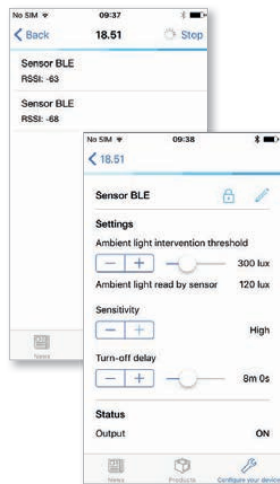 No SIM 09:37
Back 18.51 Stop
Sensor BLE
RSSI: -63
Sensor BLE
RSSI: -68
News
No SIM 09:38
18.51
Sensor BLE
Settings
Ambient light intervention threshold
− + 300 lux
Ambient light read by sensor 120 lux
Sensitivity
− + High
Turn-off delay
− + 8m 0s
Status
Output ON
News Products Configure your device